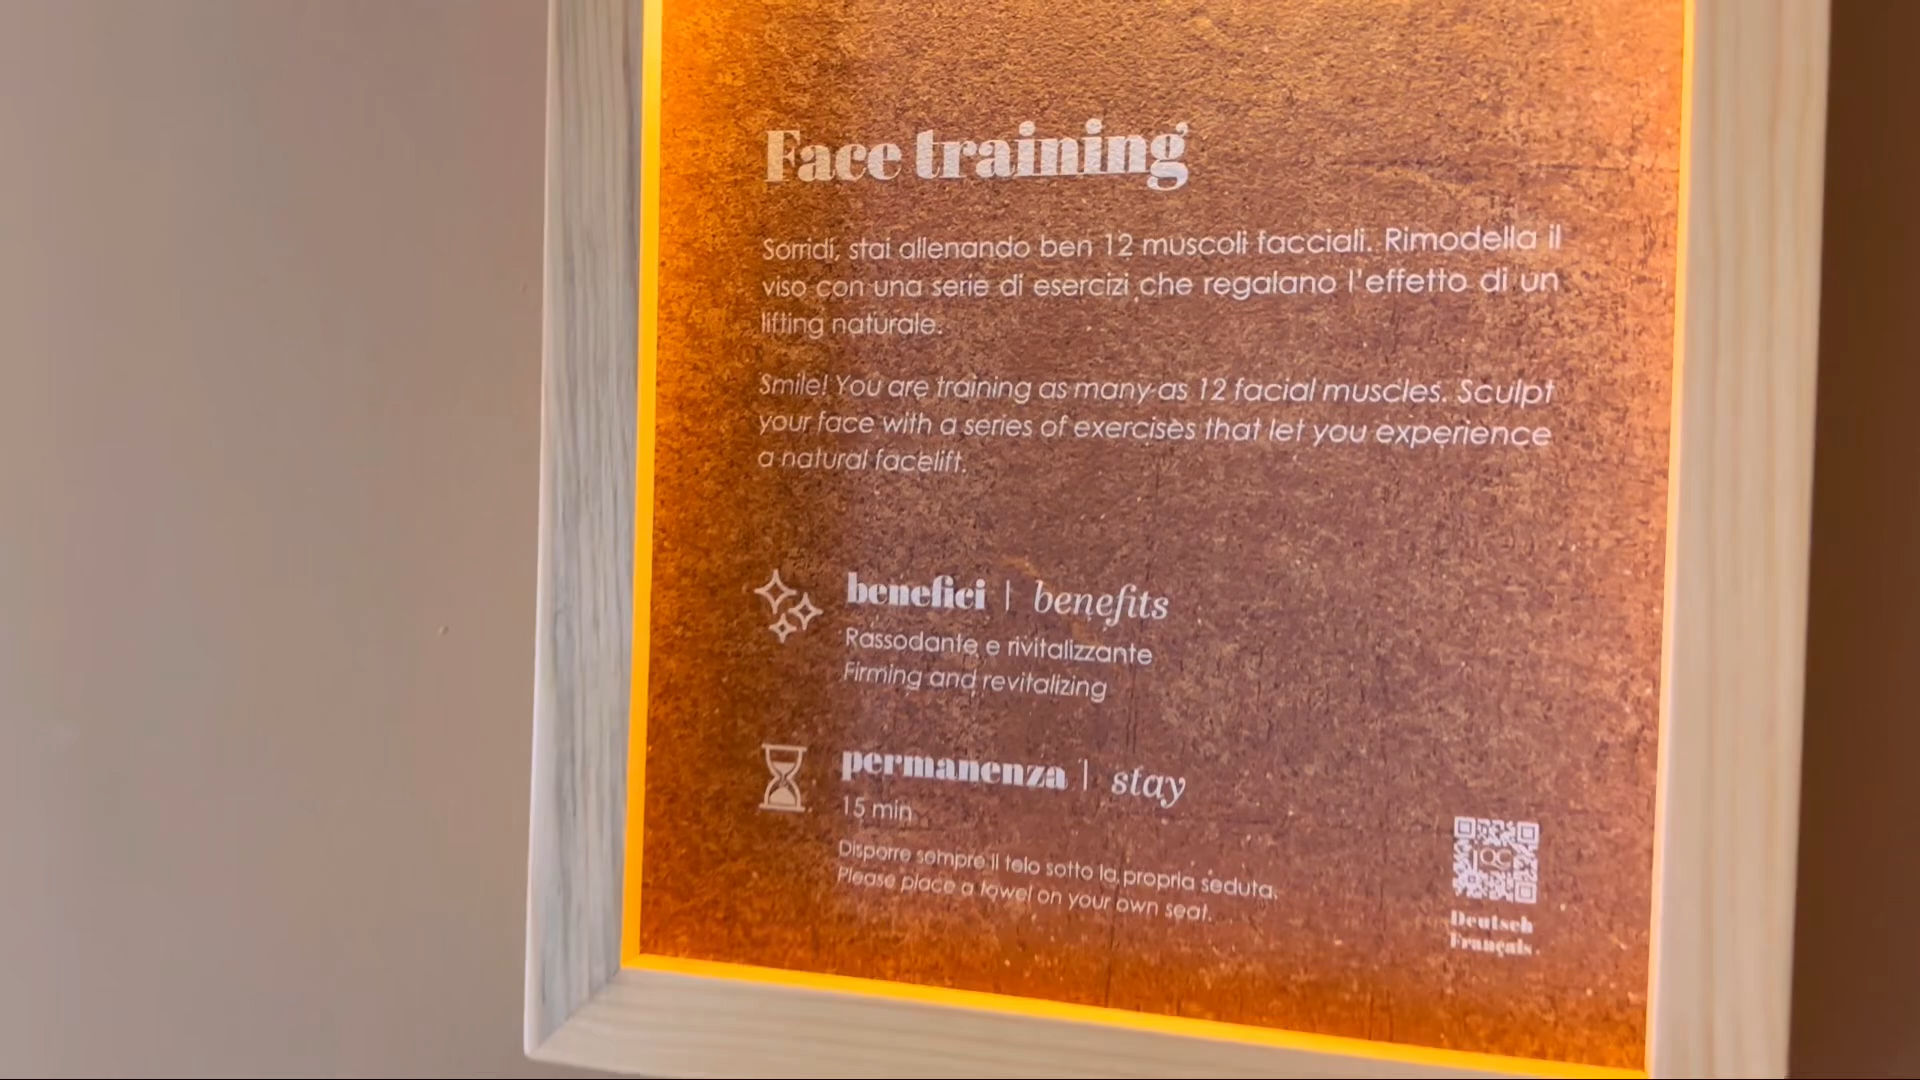 Face training
Sorridi, stai allenando ben 12 muscoli facciali. Rimodella il
viso con una serie di esercizi che regalano l'effetto di un
lifting naturale.
Smile! You are training as many as 12 facial muscles. Sculpt
your face with a series of exercises that let you experience
a natural facelift.
benefici | benefits
Rassodante e rivitalizzante
Firming and revitalizing
permanenza | stay
15 min
Disporre sempre il telo sotto la propria seduta.
Please place a towel on your own seat.
QC
Deutsch
Français